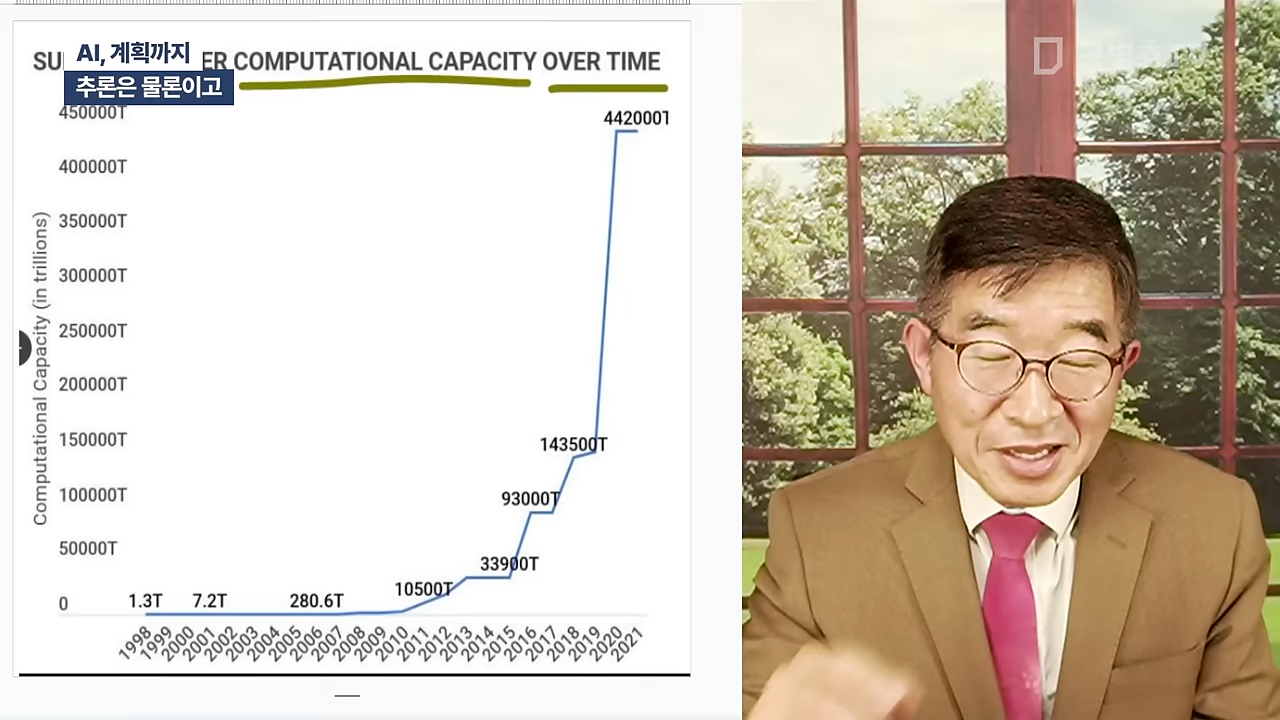 AI, 계획까지
추론은 물론이고
SU ER COMPUTATIONAL CAPACITY OVER TIME
Computational Capacity (in trillions)
450000T
400000T
350000T
300000T
250000T
200000T
150000T
100000T
50000T
0
1.3T
7.2T
280.6T
10500T
33900T
93000T
143500T
442000T
1998
1999
2000
2001
2002
2003
2004
2005
2006
2007
2008
2009
2010
2011
2012
2013
2014
2015
2016
2017
2018
2019
2020
2021